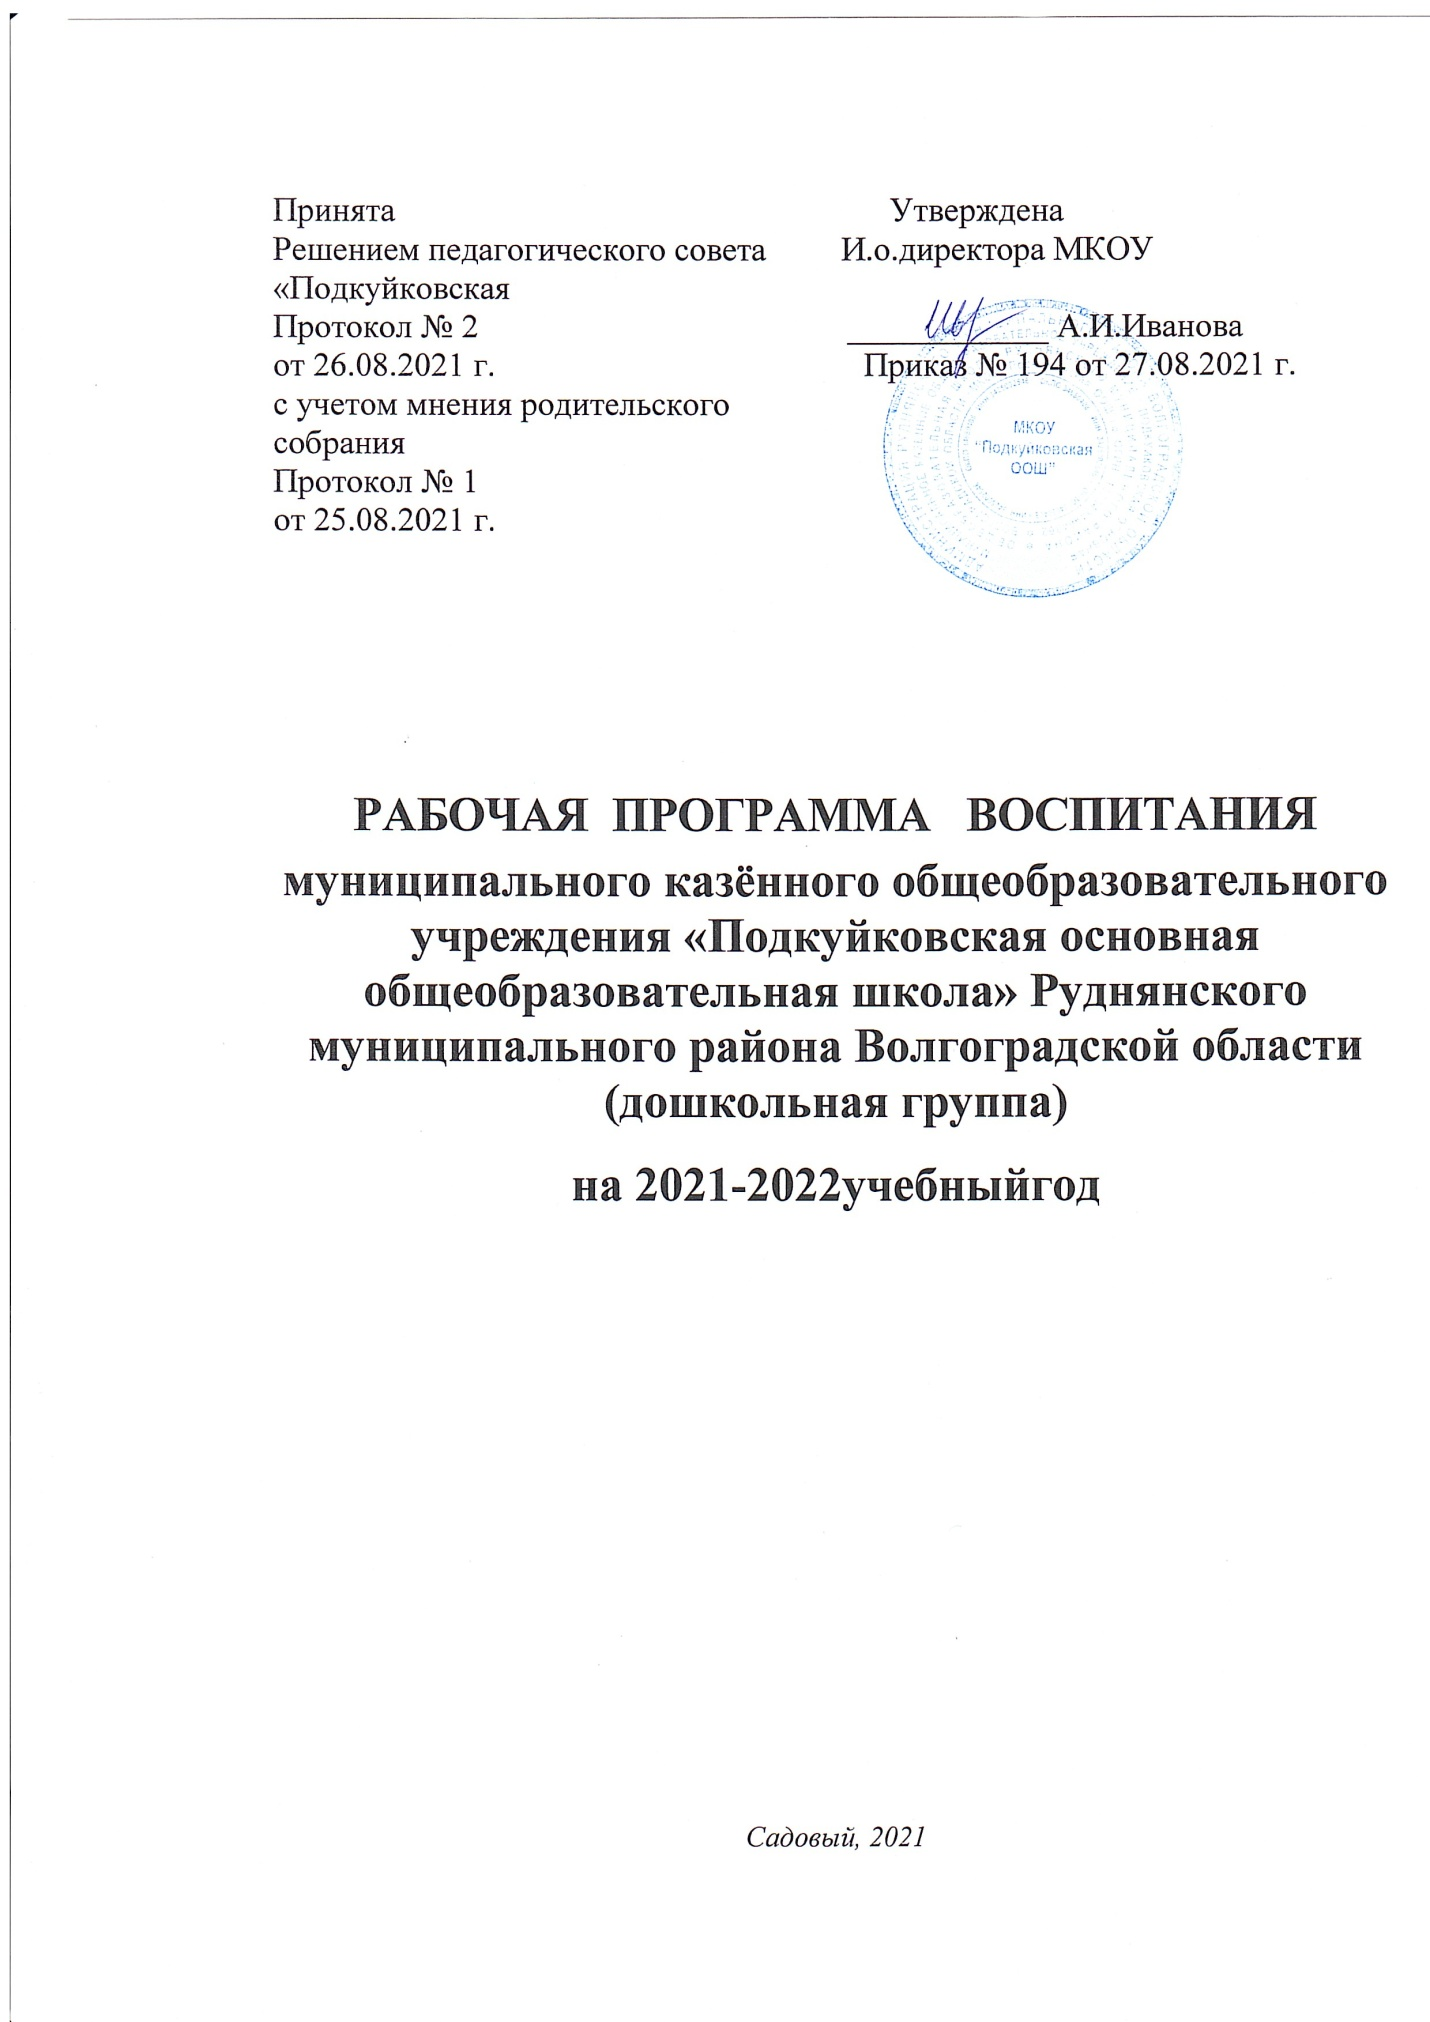 Принята Утверждена
Решением педагогического совета И.о.директора МКОУ
«Подкуйковская
Протокол № 2 А.И.Иванова
от 26.08.2021 г. Приказ № 194 от 27.08.2021 г.
с учетом мнения родительского
собрания
Протокол № 1
от 25.08.2021 г.
МКОУ
"Подкуйковская
ООШ"
РАБОЧАЯ ПРОГРАММА ВОСПИТАНИЯ
муниципального казённого общеобразовательного
учреждения «Подкуйковская основная
общеобразовательная школа» Руднянского
муниципального района Волгоградской области
(дошкольная группа)
на 2021-2022учебныйгод
Садовый, 2021